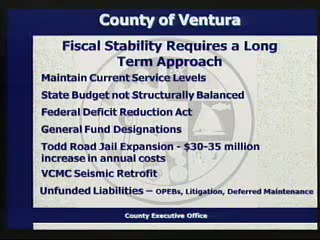 County of Ventura
Fiscal Stability Requires a Long
Term Approach
Maintain Current Service Levels
State Budget not Structurally Balanced
Federal Deficit Reduction Act
General Fund Designations
Todd Road Jail Expansion - $30-35 million
increase in annual costs
VCMC Seismic Retrofit
Unfunded Liabilities – OPEBs, Litigation, Deferred Maintenance
County Executive Office